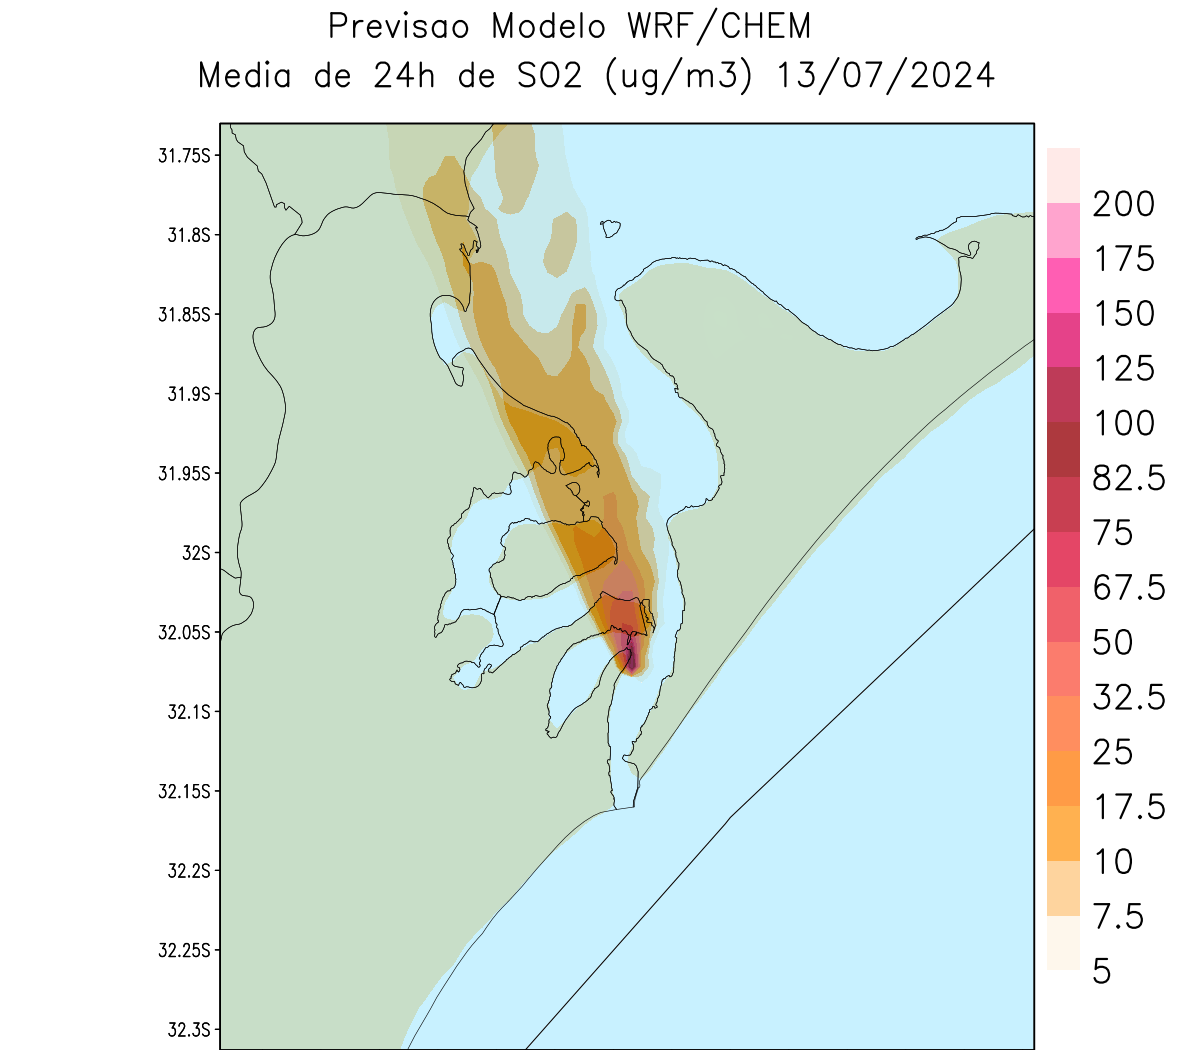 Previsao Modelo WRF/CHEM
Media de 24h de SO2 (ug/m3) 13/07/2024
31.75S
31.8S
31.85S
31.9S
31.95S
32S
32.05S
32.1S
32.15S
32.2S
32.25S
32.3S
200
175
150
125
100
82.5
75
67.5
50
32.5
25
17.5
10
7.5
5